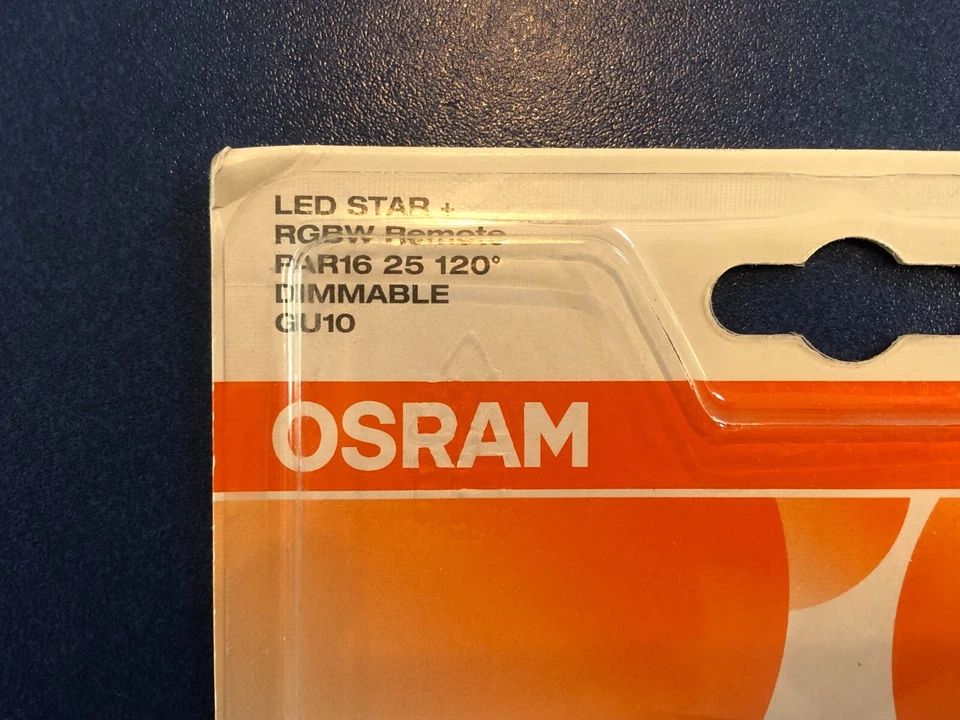 LED STAR +
RGBW Remote
PAR16 25 120°
DIMMABLE
GU10
OSRAM